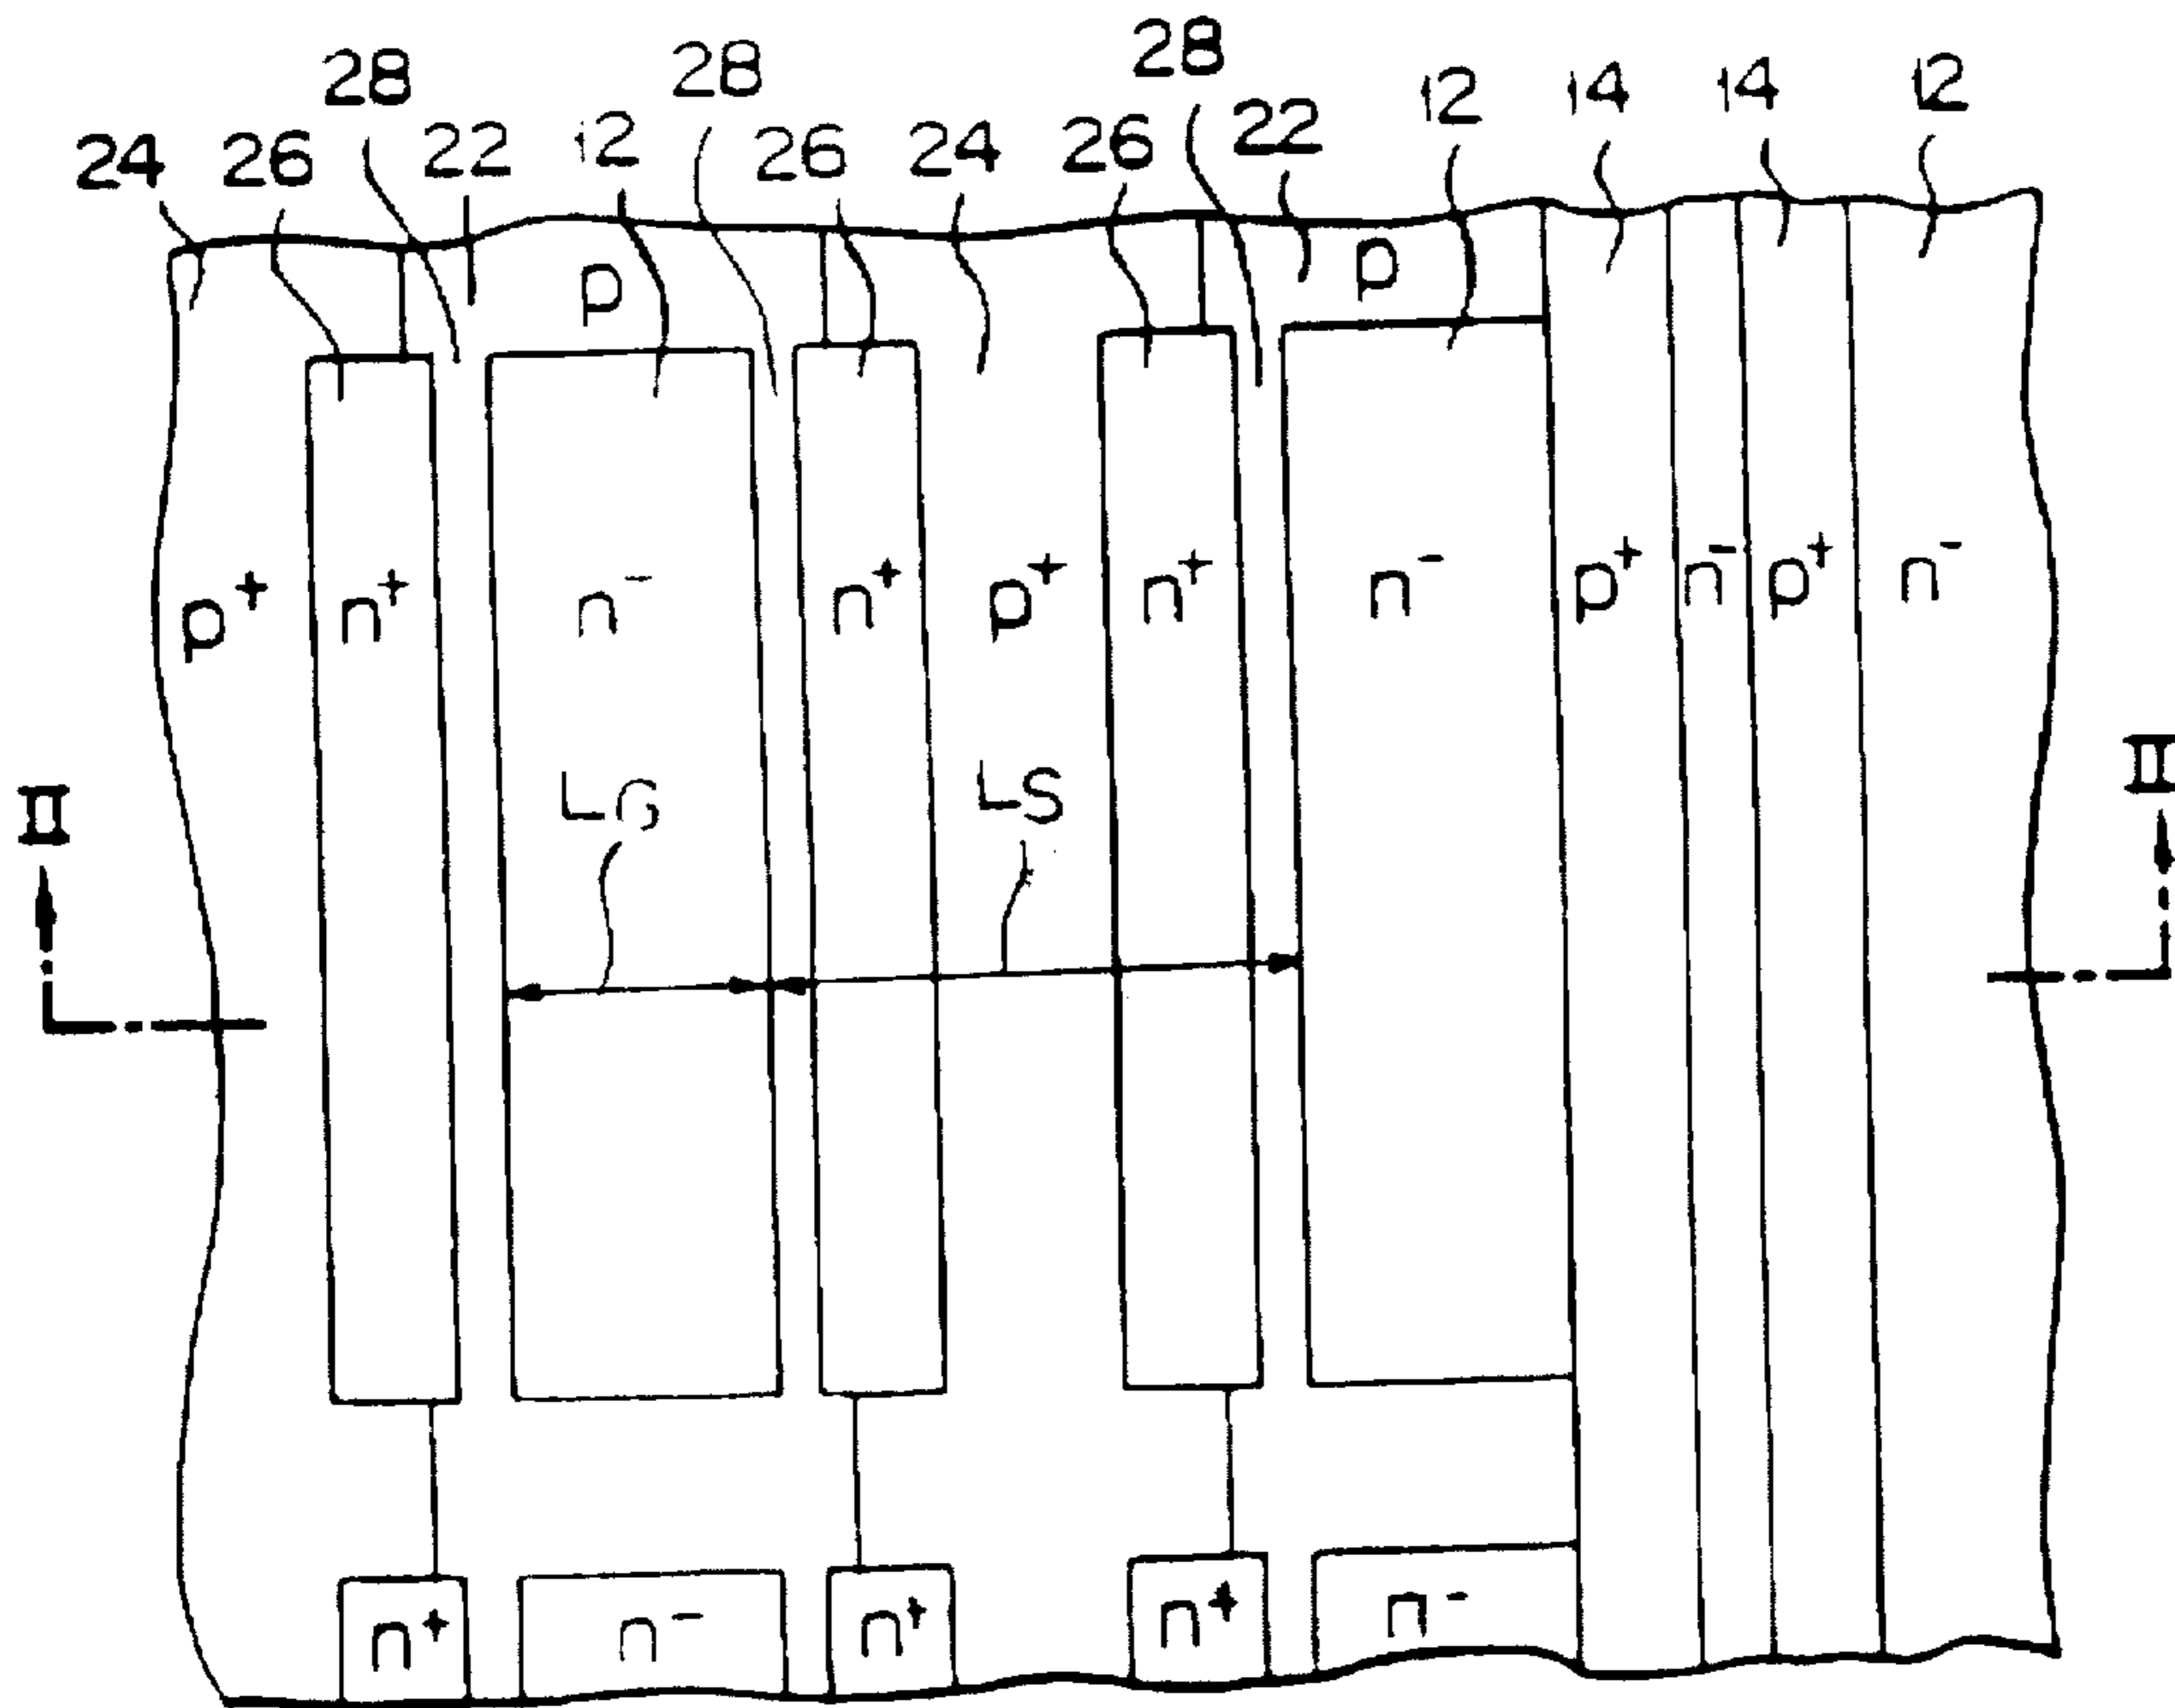 28 28 28
24 26 22 12 26 24 26 22 12 14 14 12
p p
p+ n+ n- n+ p+ n+ n- p+ n- p+ n-
LG LS
II II
n+ n- n+ n+ n-